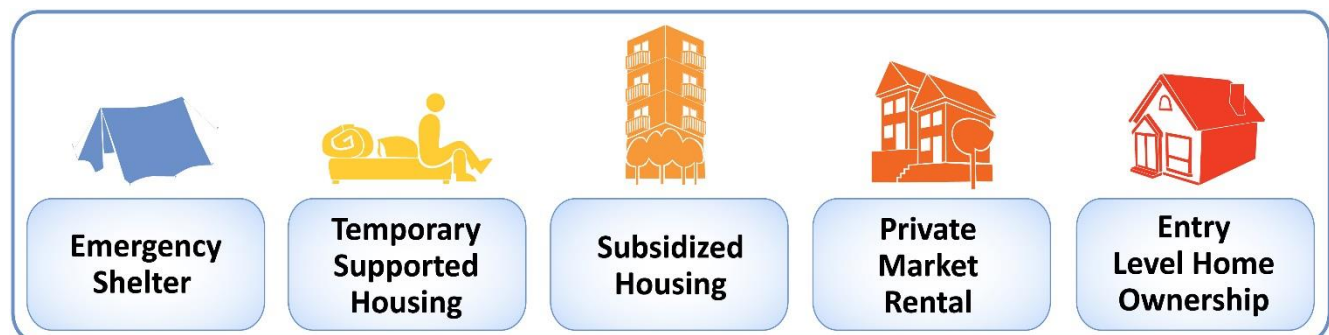 Emergency
Shelter
Temporary
Supported
Housing
Subsidized
Housing
Private
Market
Rental
Entry
Level Home
Ownership